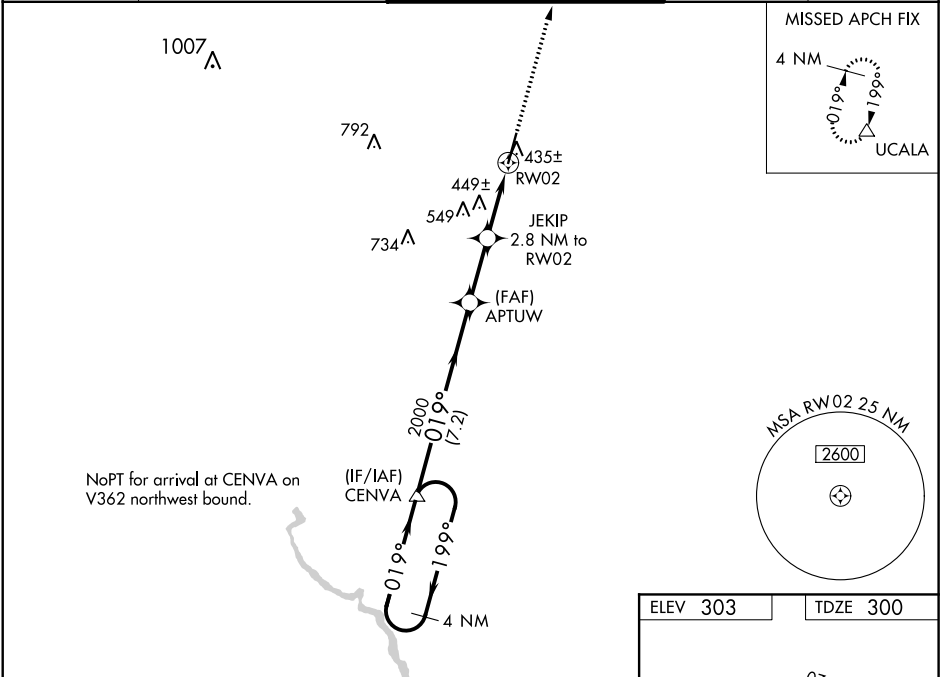 MISSED APCH FIX
4 NM
019°
199°
UCALA
1007
792
435±
RW02
449±
549
734
JEKIP
2.8 NM to
RW02
(FAF)
APTUW
2000
019°
(7.2)
MSA RW02 25 NM
2600
NoPT for arrival at CENVA on
V362 northwest bound.
(IF/IAF)
CENVA
019°
199°
4 NM
ELEV 303
TDZE 300